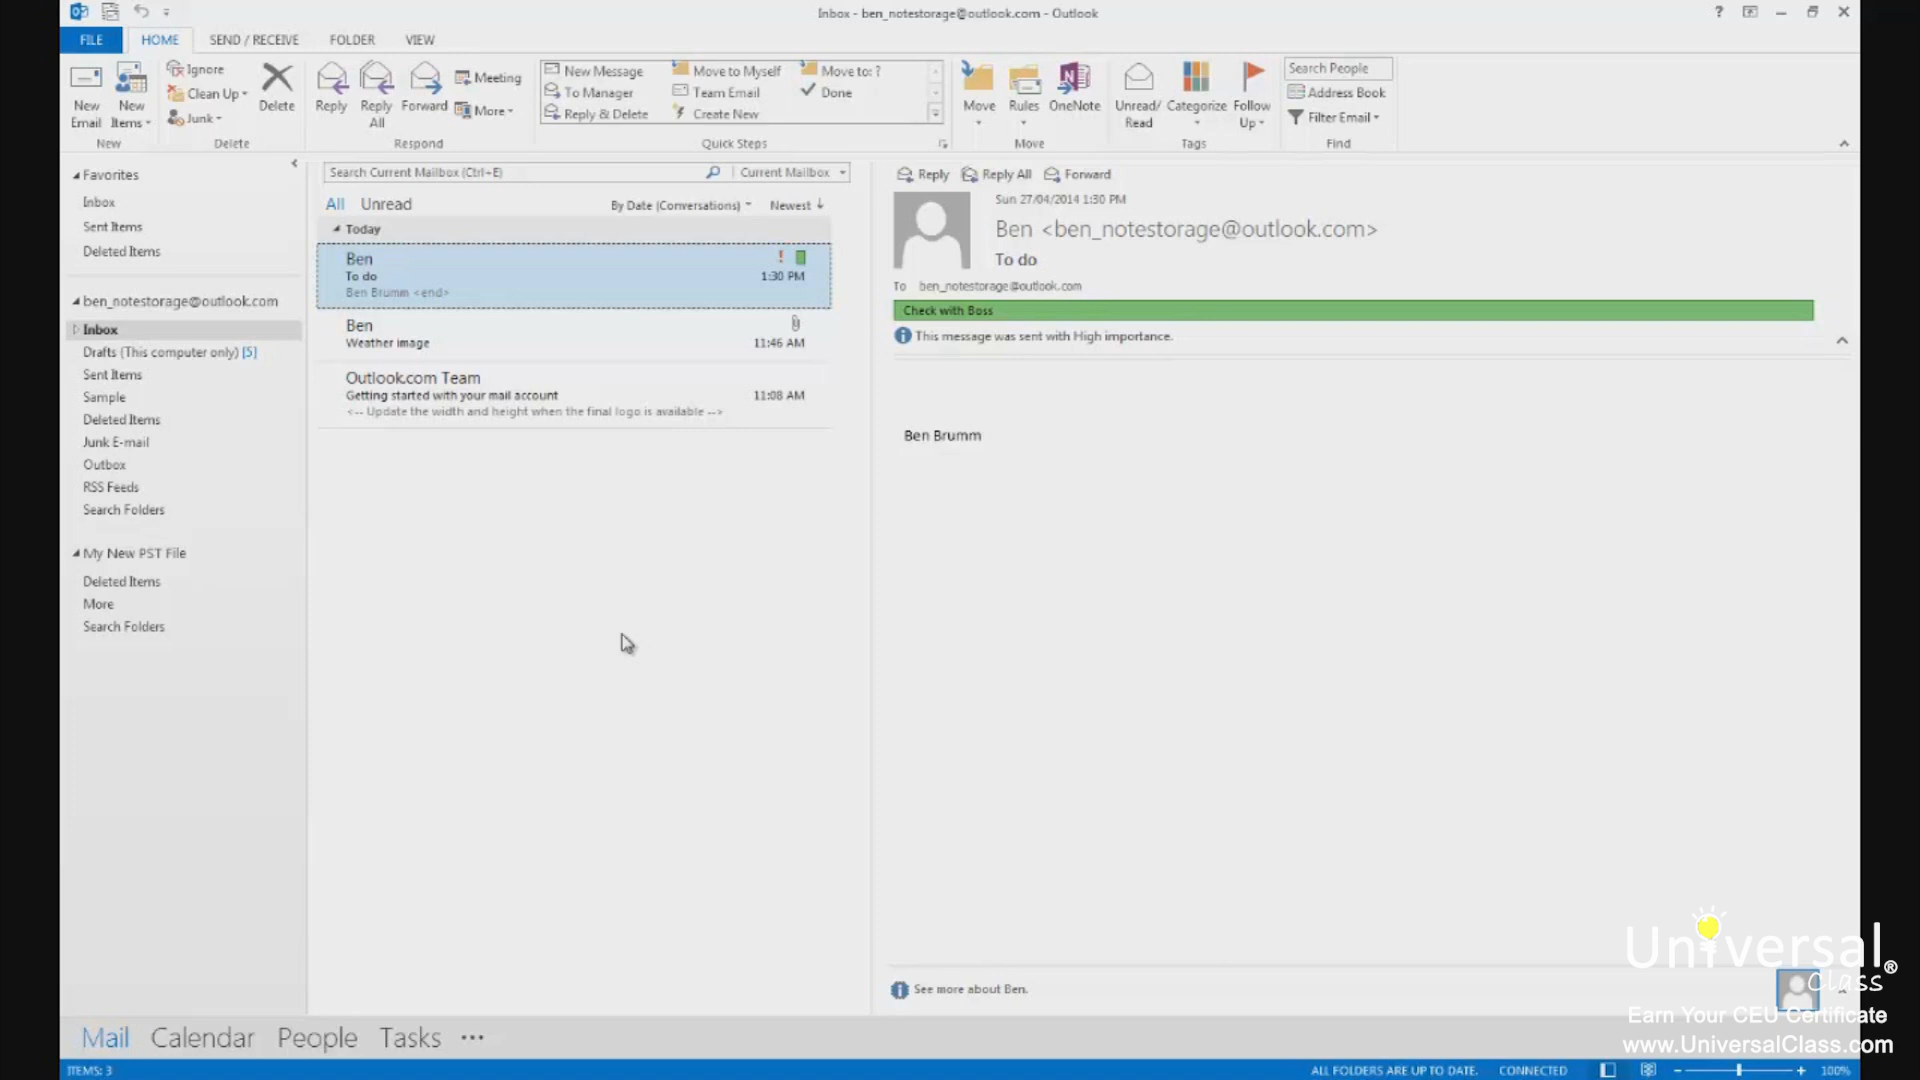 Inbox - ben_notestorage@outlook.com - Outlook
?
FILE HOME SEND / RECEIVE FOLDER VIEW
New Email
New Items
Ignore
Clean Up
Junk
Delete
Reply
Reply All
Forward
Meeting
More
New Message
To Manager
Reply & Delete
Move to Myself
Team Email
Create New
Move to: ?
Done
Move
Rules
OneNote
Unread/ Read
Categorize
Follow Up
Search People
Address Book
Filter Email
New Delete Respond Quick Steps Move Tags Find
Favorites
Inbox
Sent Items
Deleted Items
ben_notestorage@outlook.com
Inbox
Drafts (This computer only) [5]
Sent Items
Sample
Deleted Items
Junk E-mail
Outbox
RSS Feeds
Search Folders
My New PST File
Deleted Items
More
Search Folders
Search Current Mailbox (Ctrl+E) Current Mailbox
All Unread By Date (Conversations) Newest
Today
Ben !
To do 1:30 PM
Ben Brumm <end>
Ben
Weather image 11:46 AM
Outlook.com Team
Getting started with your mail account 11:08 AM
<-- Update the width and height when the final logo is available -->
Reply Reply All Forward
Sun 27/04/2014 1:30 PM
Ben <ben_notestorage@outlook.com>
To do
To ben_notestorage@outlook.com
Check with Boss
This message was sent with High importance.
Ben Brumm
See more about Ben.
Universal®
Class
Earn Your CEU Certificate
www.UniversalClass.com
Mail Calendar People Tasks •••
ITEMS: 3 ALL FOLDERS ARE UP TO DATE. CONNECTED - + 100%